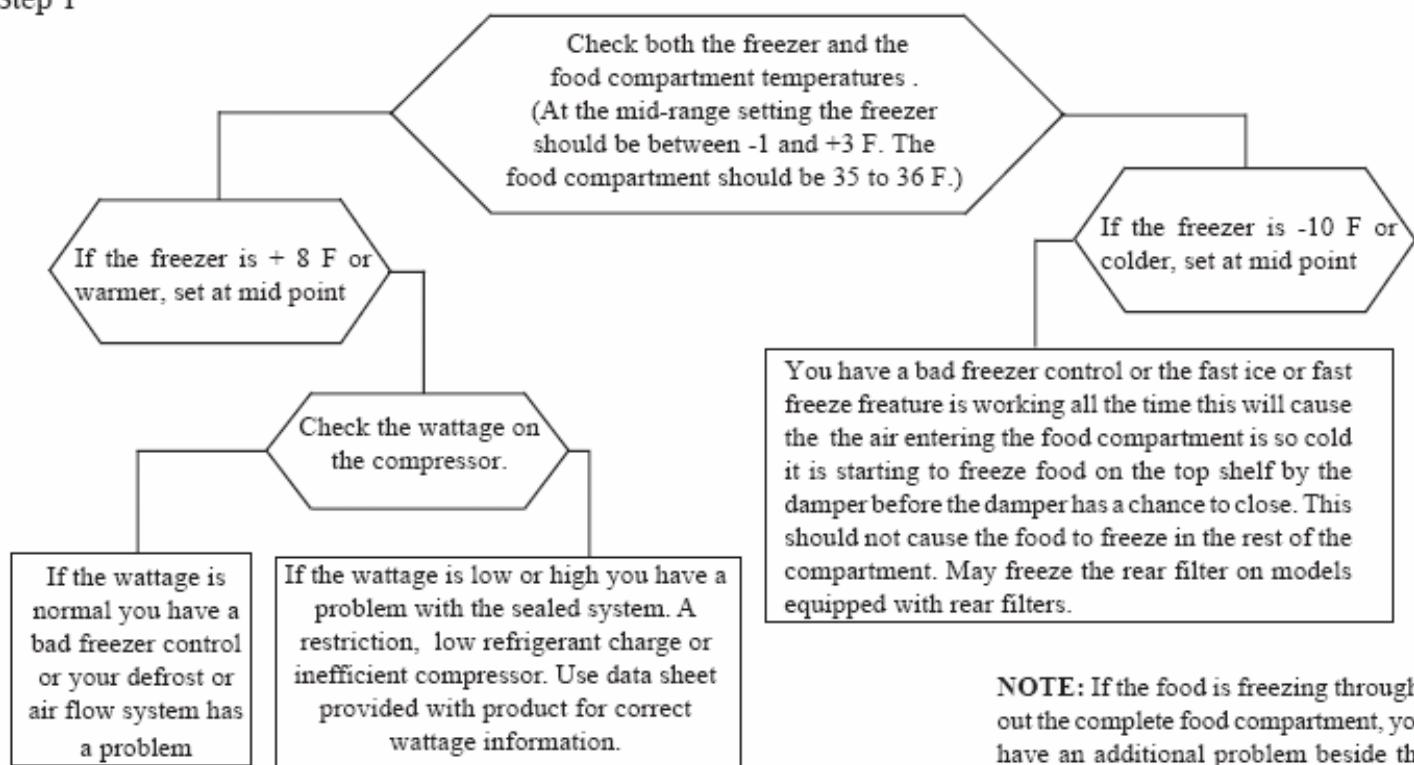 Step 1
Check both the freezer and the
food compartment temperatures .
(At the mid-range setting the freezer
should be between -1 and +3 F. The
food compartment should be 35 to 36 F.)
If the freezer is + 8 F or
warmer, set at mid point
If the freezer is -10 F or
colder, set at mid point
Check the wattage on
the compressor.
You have a bad freezer control or the fast ice or fast
freeze freature is working all the time this will cause
the the air entering the food compartment is so cold
it is starting to freeze food on the top shelf by the
damper before the damper has a chance to close. This
should not cause the food to freeze in the rest of the
compartment. May freeze the rear filter on models
equipped with rear filters.
If the wattage is
normal you have a
bad freezer control
or your defrost or
air flow system has
a problem
If the wattage is low or high you have a
problem with the sealed system. A
restriction, low refrigerant charge or
inefficient compressor. Use data sheet
provided with product for correct
wattage information.
NOTE: If the food is freezing through
out the complete food compartment, yo
have an additional problem beside th